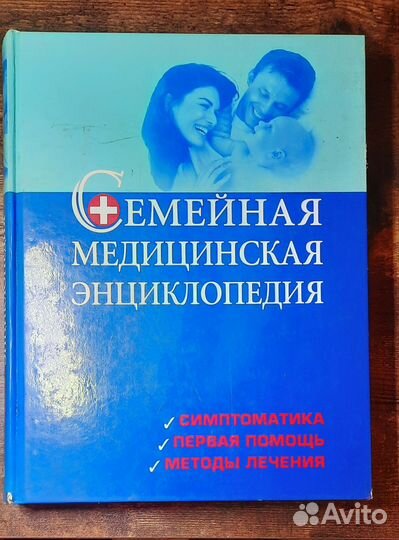 СЕМЕЙНАЯ
МЕДИЦИНСКАЯ
ЭНЦИКЛОПЕДИЯ
✓ СИМПТОМАТИКА
✓ ПЕРВАЯ ПОМОЩЬ
✓ МЕТОДЫ ЛЕЧЕНИЯ
Avito